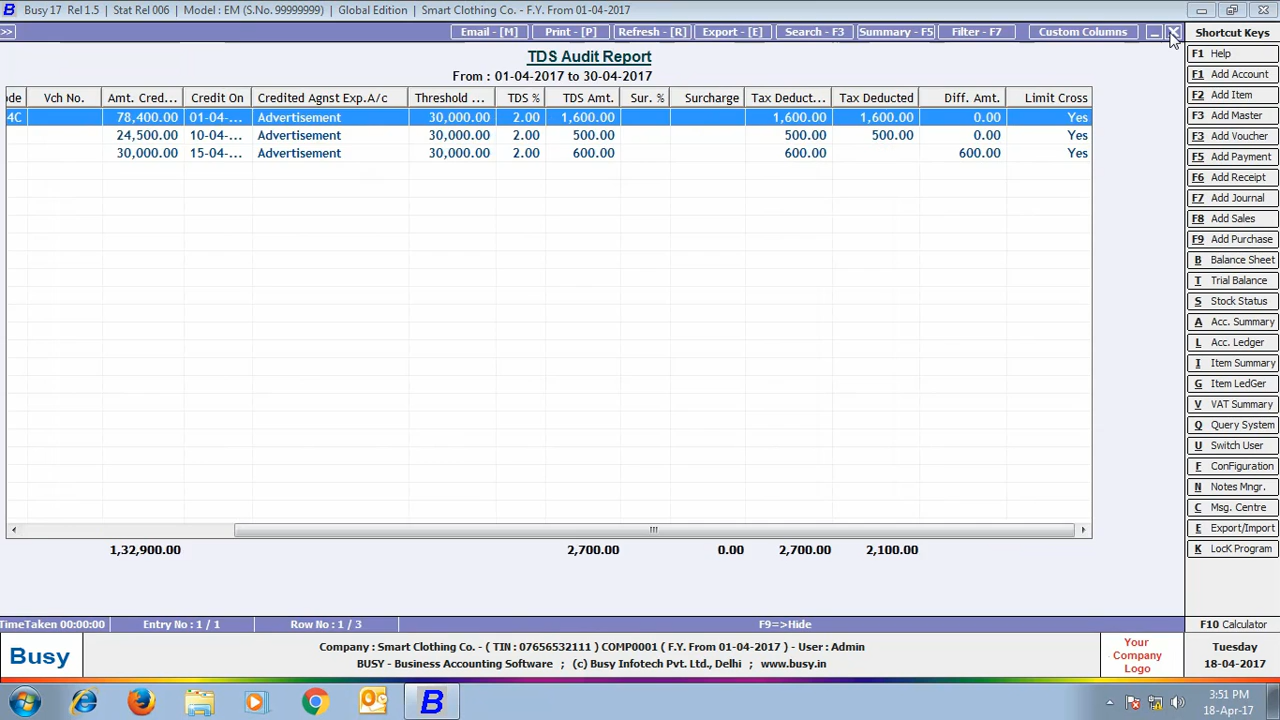 Busy 17 Rel 1.5 | Stat Rel 006 | Model : EM (S.No. 99999999) | Global Edition | Smart Clothing Co. - F.Y. From 01-04-2017
>> Email - [M] Print - [P] Refresh - [R] Export - [E] Search - F3 Summary - F5 Filter - F7 Custom Columns Shortcut Keys
TDS Audit Report
From : 01-04-2017 to 30-04-2017
ode Vch No. Amt. Cred... Credit On Credited Agnst Exp.A/c Threshold ... TDS % TDS Amt. Sur. % Surcharge Tax Deduct... Tax Deducted Diff. Amt. Limit Cross
4C 78,400.00 01-04-... Advertisement 30,000.00 2.00 1,600.00 1,600.00 1,600.00 0.00 Yes
24,500.00 10-04-... Advertisement 30,000.00 2.00 500.00 500.00 500.00 0.00 Yes
30,000.00 15-04-... Advertisement 30,000.00 2.00 600.00 600.00 600.00 Yes
1,32,900.00 2,700.00 0.00 2,700.00 2,100.00
F1 Help
F1 Add Account
F2 Add Item
F3 Add Master
F3 Add Voucher
F5 Add Payment
F6 Add Receipt
F7 Add Journal
F8 Add Sales
F9 Add Purchase
B Balance Sheet
T Trial Balance
S Stock Status
A Acc. Summary
L Acc. Ledger
I Item Summary
G Item LedGer
V VAT Summary
Q Query System
U Switch User
F ConFiguration
N Notes Mngr.
C Msg. Centre
E Export/Import
K LocK Program
TimeTaken 00:00:00 Entry No : 1 / 1 Row No : 1 / 3 F9=>Hide F10 Calculator
Busy
Company : Smart Clothing Co. - ( TIN : 07656532111 ) COMP0001 ( F.Y. From 01-04-2017 ) - User : Admin
BUSY - Business Accounting Software ; (c) Busy Infotech Pvt. Ltd., Delhi ; www.busy.in
Your
Company
Logo
Tuesday
18-04-2017
B
3:51 PM
18-Apr-17